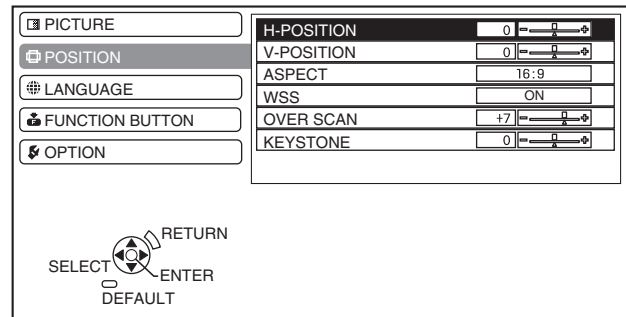 PICTURE
POSITION
LANGUAGE
FUNCTION BUTTON
OPTION
H-POSITION 0
V-POSITION 0
ASPECT 16:9
WSS ON
OVER SCAN +7
KEYSTONE 0
RETURN
SELECT
ENTER
DEFAULT